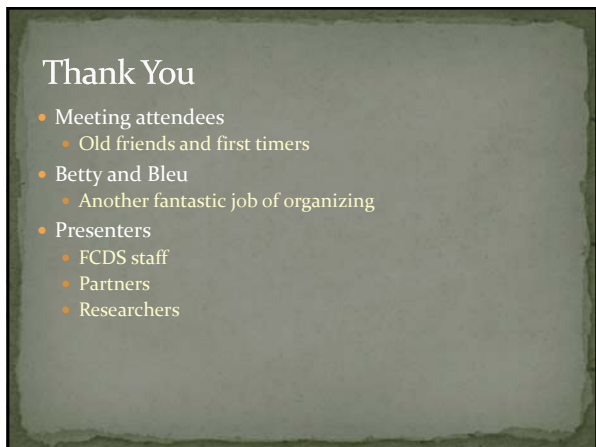 Thank You
• Meeting attendees
• Old friends and first timers
• Betty and Bleu
• Another fantastic job of organizing
• Presenters
• FCDS staff
• Partners
• Researchers